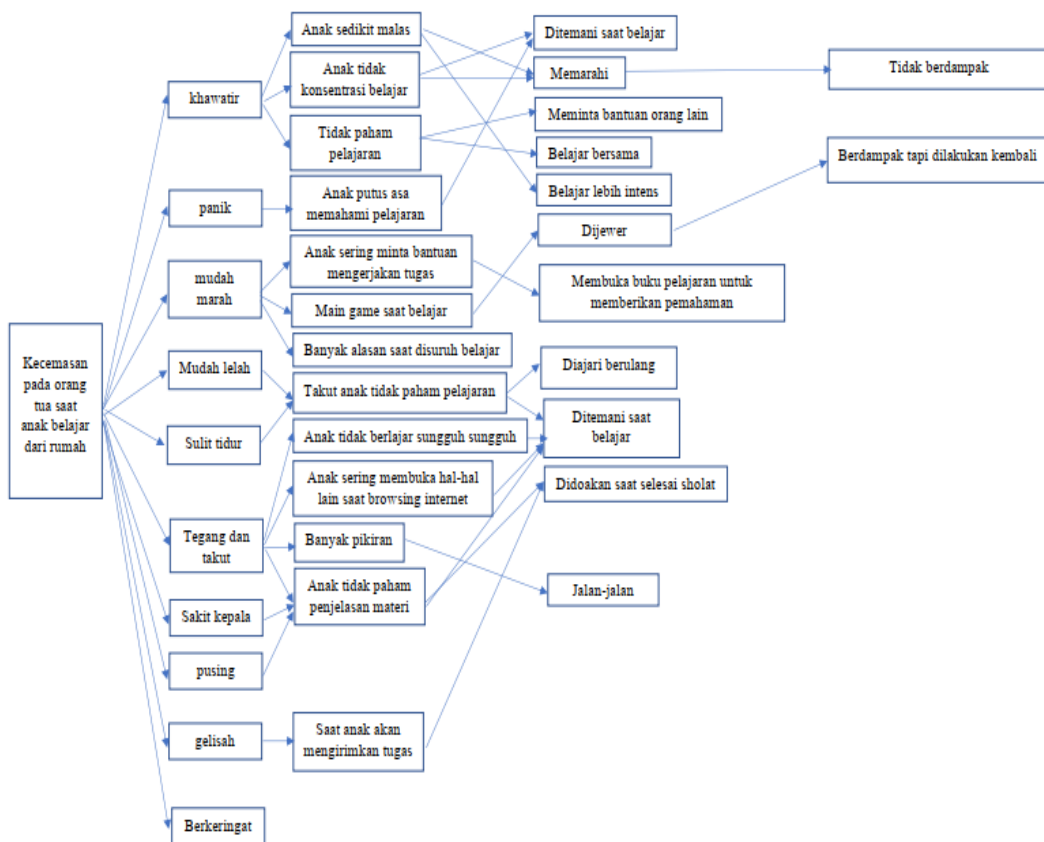 Kecemasan
pada orang
tua saat
anak belajar
dari rumah
khawatir
panik
mudah
marah
Mudah lelah
Sulit tidur
Tegang dan
takut
Sakit kepala
pusing
gelisah
Berkeringat
Anak sedikit malas
Anak tidak
konsentrasi belajar
Tidak paham
pelajaran
Anak putus asa
memahami pelajaran
Anak sering minta bantuan
mengerjakan tugas
Main game saat belajar
Banyak alasan saat disuruh belajar
Takut anak tidak paham pelajaran
Anak tidak berlajar sungguh sungguh
Anak sering membuka hal-hal
lain saat browsing internet
Banyak pikiran
Anak tidak paham
penjelasan materi
Saat anak akan
mengirimkan tugas
Ditemani saat belajar
Memarahi
Meminta bantuan orang lain
Belajar bersama
Belajar lebih intens
Dijewer
Membuka buku pelajaran untuk
memberikan pemahaman
Diajari berulang
Ditemani saat
belajar
Didoakan saat selesai sholat
Jalan-jalan
Tidak berdampak
Berdampak tapi dilakukan kembali